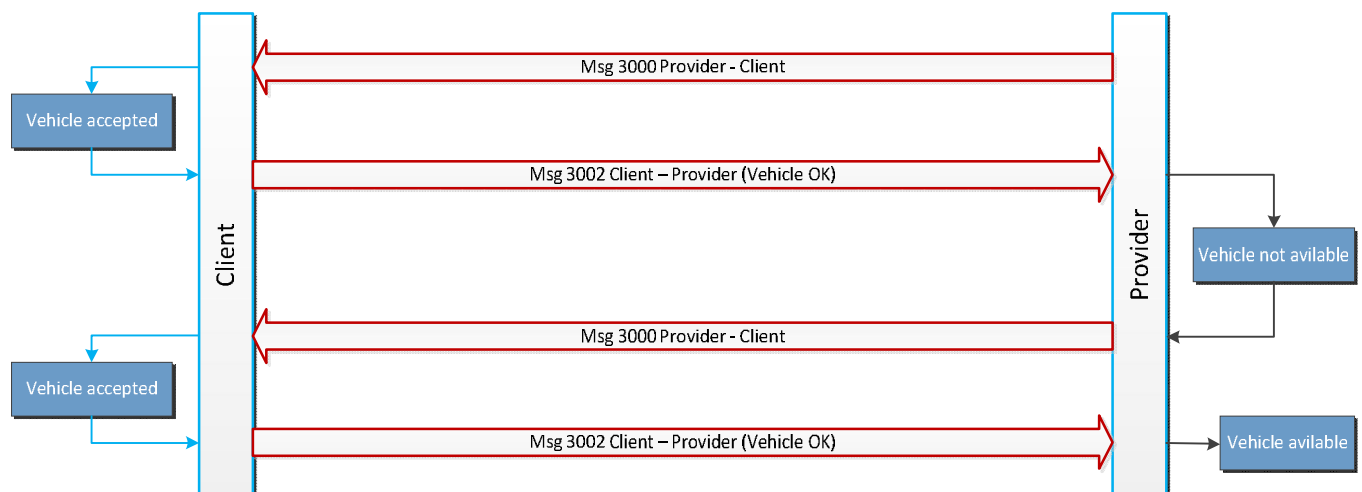 Msg 3000 Provider - Client
Vehicle accepted
Msg 3002 Client – Provider (Vehicle OK)
Client
Provider
Vehicle not avilable
Msg 3000 Provider - Client
Vehicle accepted
Msg 3002 Client – Provider (Vehicle OK)
Vehicle avilable